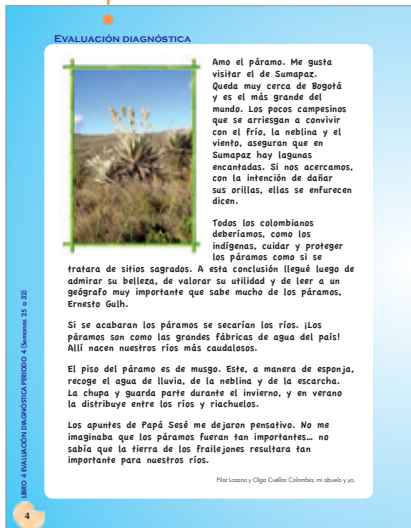 EVALUACIÓN DIAGNÓSTICA
Amo el páramo. Me gusta
visitar el de Sumapaz.
Queda muy cerca de Bogotá
y es el más grande del
mundo. Los pocos campesinos
que se arriesgan a convivir
con el frío, la neblina y el
viento, aseguran que en
Sumapaz hay lagunas
encantadas. Si nos acercamos,
con la intención de dañar
sus orillas, ellas se enfurecen
dicen.
Todos los colombianos
deberíamos, como los
indígenas, cuidar y proteger
los páramos como si se
tratara de sitios sagrados. A esta conclusión llegué luego de
admirar su belleza, de valorar su utilidad y de leer a un
geógrafo muy importante que sabe mucho de los páramos,
Ernesto Gulh.
Si se acabaran los páramos se secarían los ríos. ¡Los
páramos son como las grandes fábricas de agua del país!
Allí nacen nuestros ríos más caudalosos.
El piso del páramo es de musgo. Este, a manera de esponja,
recoge el agua de lluvia, de la neblina y de la escarcha.
La chupa y guarda parte durante el invierno, y en verano
la distribuye entre los ríos y riachuelos.
Los apuntes de Papá Sesé me dejaron pensativo. No me
imaginaba que los páramos fueran tan importantes... no
sabía que la tierra de los frailejones resultara tan
importante para nuestros ríos.
Pilar Lozano y Olga Cuéllar. Colombia, mi abuelo y yo.
LIBRO 4 EVALUACIÓN DIAGNÓSTICA PERIODO 4 (Semanas 25 a 32)
4